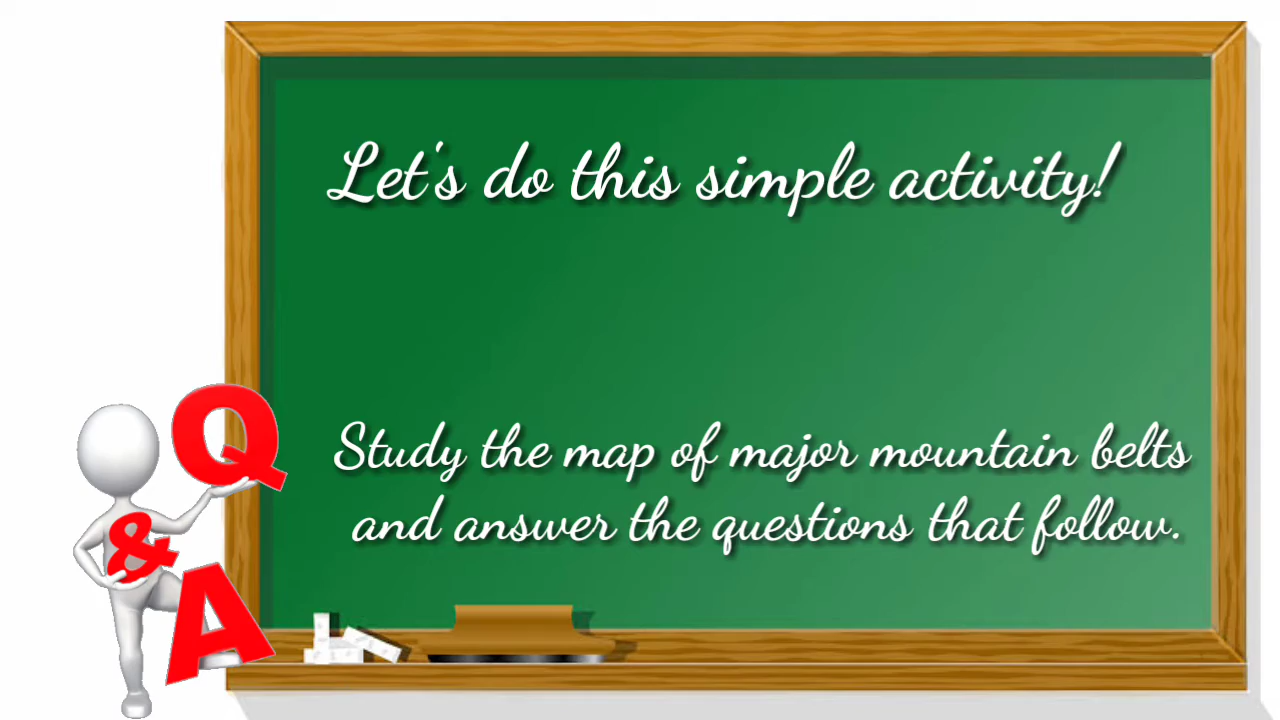 Let's do this simple activity!
Study the map of major mountain belts
and answer the questions that follow.
Q
&
A